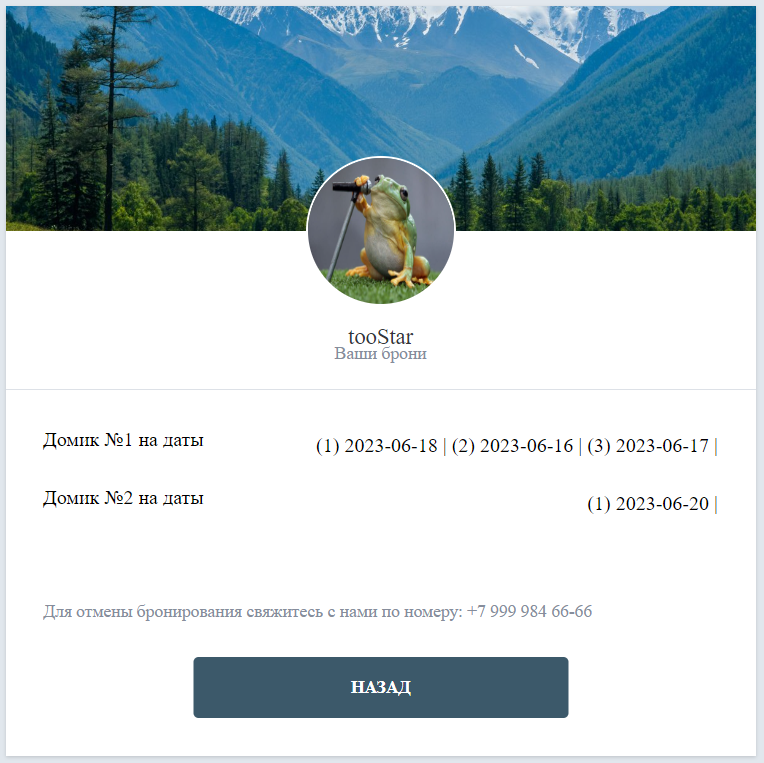 tooStar
Ваши брони
Домик №1 на даты (1) 2023-06-18 | (2) 2023-06-16 | (3) 2023-06-17 |
Домик №2 на даты (1) 2023-06-20 |
Для отмены бронирования свяжитесь с нами по номеру: +7 999 984 66-66
НАЗАД